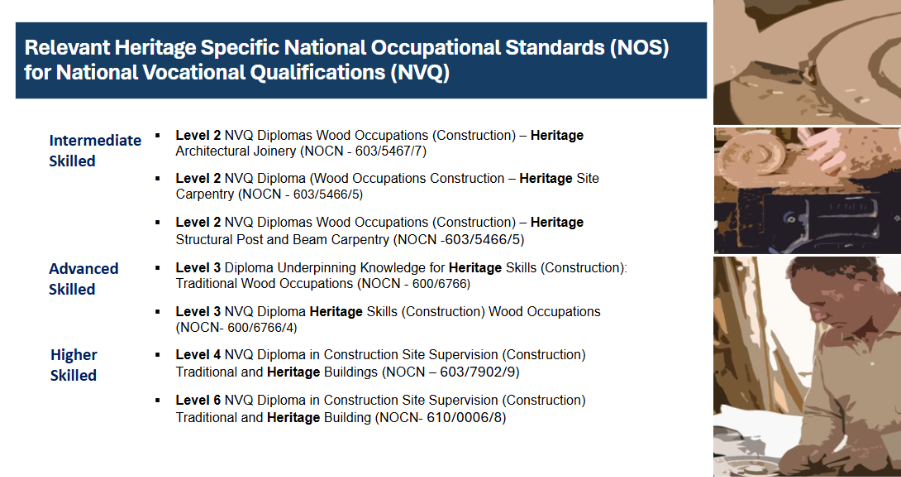 Relevant Heritage Specific National Occupational Standards (NOS)
for National Vocational Qualifications (NVQ)
Intermediate
Skilled
▪ Level 2 NVQ Diplomas Wood Occupations (Construction) – Heritage
Architectural Joinery (NOCN - 603/5467/7)
▪ Level 2 NVQ Diploma (Wood Occupations Construction – Heritage Site
Carpentry (NOCN - 603/5466/5)
▪ Level 2 NVQ Diplomas Wood Occupations (Construction) – Heritage
Structural Post and Beam Carpentry (NOCN -603/5466/5)
Advanced
Skilled
▪ Level 3 Diploma Underpinning Knowledge for Heritage Skills (Construction):
Traditional Wood Occupations (NOCN - 600/6766)
▪ Level 3 NVQ Diploma Heritage Skills (Construction) Wood Occupations
(NOCN- 600/6766/4)
Higher
Skilled
▪ Level 4 NVQ Diploma in Construction Site Supervision (Construction)
Traditional and Heritage Buildings (NOCN – 603/7902/9)
▪ Level 6 NVQ Diploma in Construction Site Supervision (Construction)
Traditional and Heritage Building (NOCN- 610/0006/8)